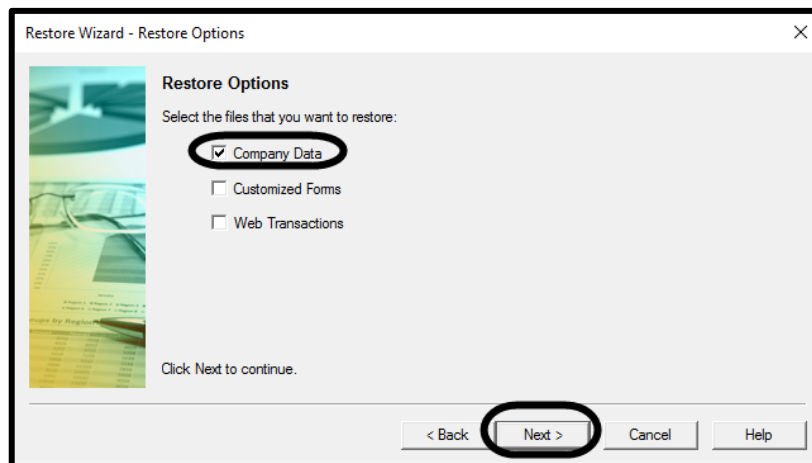 Restore Wizard - Restore Options
Restore Options
Select the files that you want to restore:
Company Data
Customized Forms
Web Transactions
Click Next to continue.
< Back
Next >
Cancel
Help